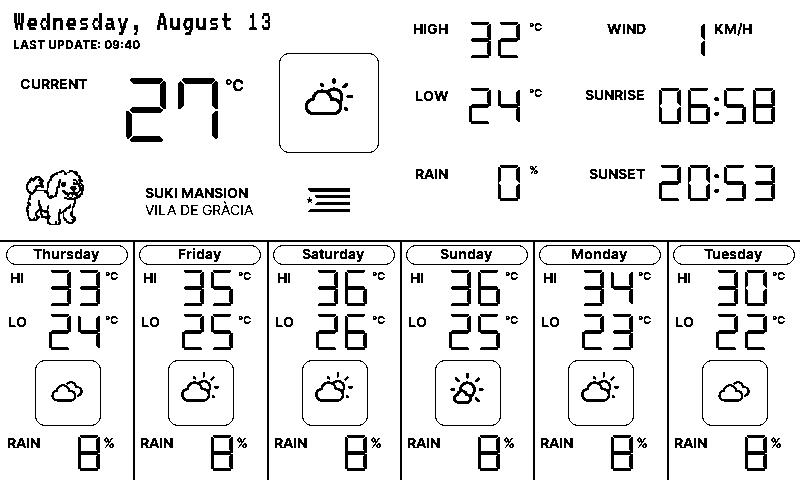 Wednesday, August 13
LAST UPDATE: 09:40
CURRENT 27 °C
SUKI MANSION
VILA DE GRÀCIA
HIGH 32 °C
LOW 24 °C
RAIN 0 %
WIND 1 KM/H
SUNRISE 06:58
SUNSET 20:53
Thursday
HI 33 °C
LO 24 °C
RAIN 8 %
Friday
HI 35 °C
LO 25 °C
RAIN 8 %
Saturday
HI 36 °C
LO 26 °C
RAIN 8 %
Sunday
HI 36 °C
LO 25 °C
RAIN 8 %
Monday
HI 34 °C
LO 23 °C
RAIN 8 %
Tuesday
HI 30 °C
LO 22 °C
RAIN 8 %